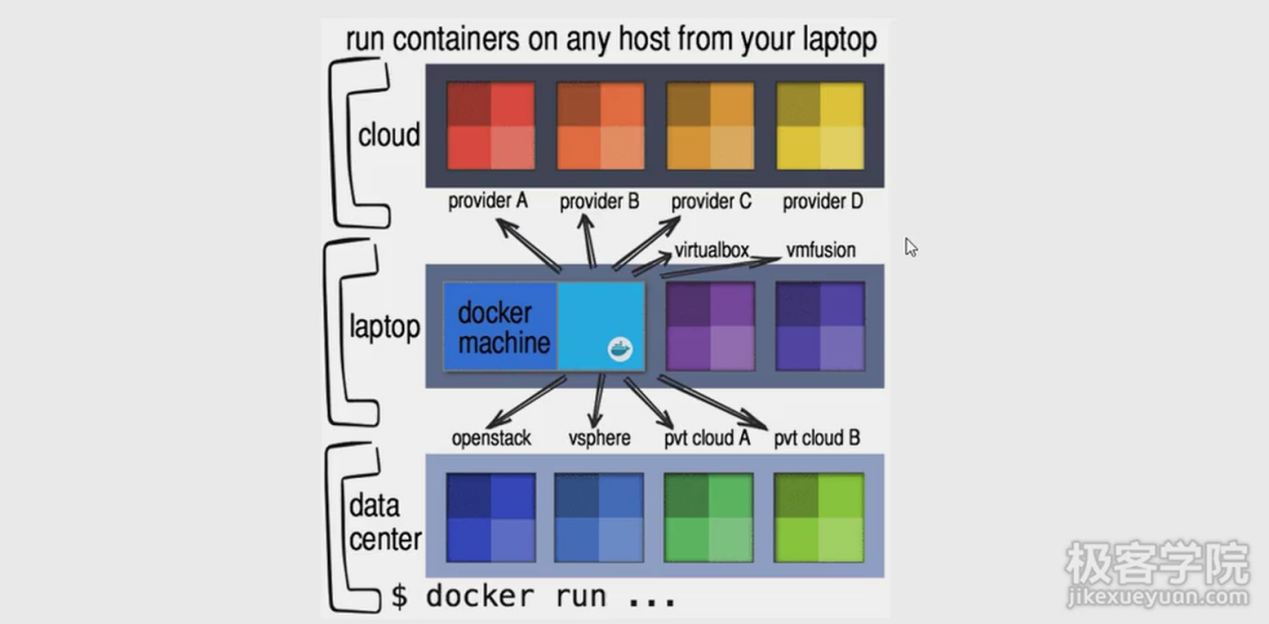 run containers on any host from your laptop
cloud
provider A provider B provider C provider D
virtualbox vmfusion
laptop
docker
machine
openstack vsphere pvt cloud A pvt cloud B
data
center
$ docker run ...
极客学院
jikexueyuan.com